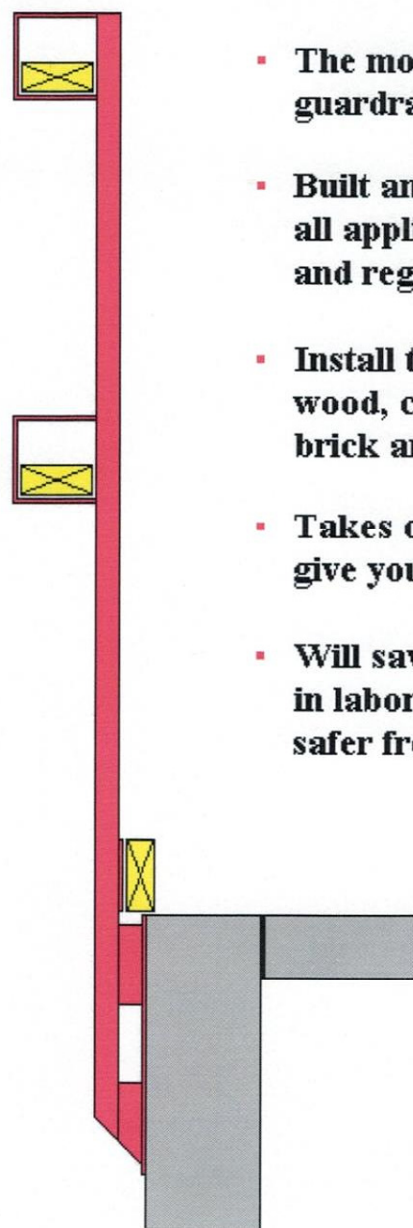 ▪ The mo
guardra
▪ Built an
all appli
and reg
▪ Install t
wood, c
brick a
▪ Takes
give you
▪ Will sav
in labor
safer fr